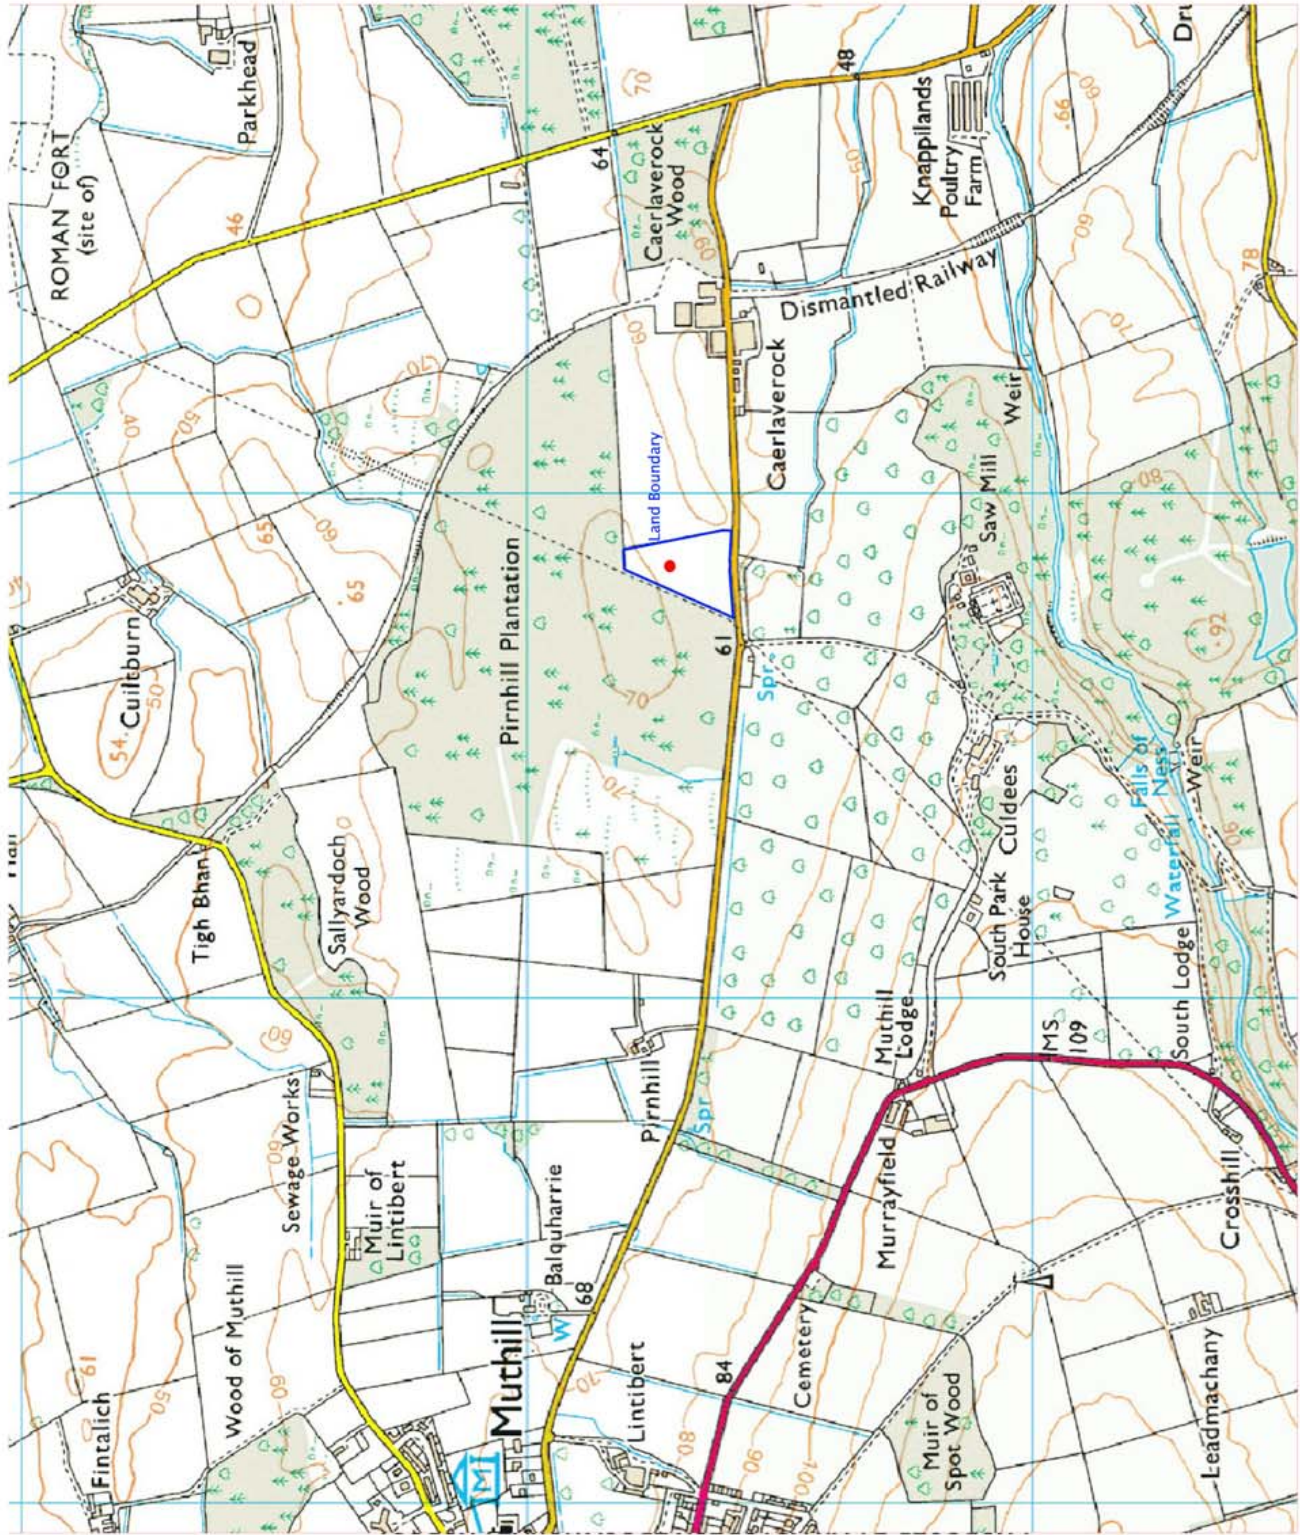 ROMAN FORT
(site of)
Parkhead
46
64
70
48
Caerlaverock
Wood
60
Knappilands
Poultry
Farm
66
60
50
60
Dismantled Railway
78
70
Dru
40
50
70
60
65
60
65
Cuiltburn
54
50
Pirnhill Plantation
Land Boundary
Caerlaverock
Weir
Saw Mill
80
92
61
Spr
70
70
Tigh Bhan
Sallyardoch
Wood
Culdees
Falls of
Ness
Weir
Waterfall
90
South Park
House
South Lodge
60
Sewage Works
60
Pirnhill
Spr
Muthill
Lodge
MS
109
Muir of
Lintibert
Balquharrie
Murrayfield
Crosshill
Wood of Muthill
61
50
60
Fintalich
Muthill
W
68
70
Lintibert
84
80
90
100
Cemetery
Muir of
Spot Wood
Leadmachany
M